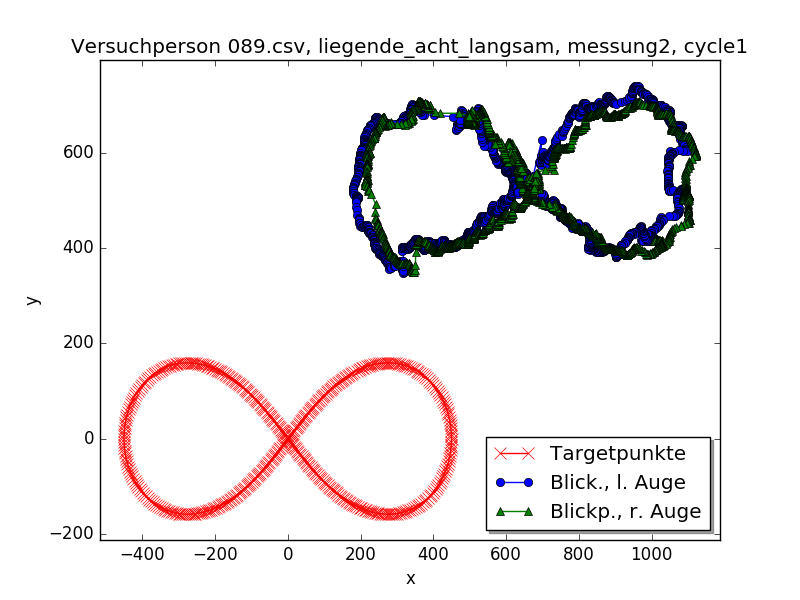 Versuchperson 089.csv, liegende_acht_langsam, messung2, cycle1
y
600
400
200
0
−200
−400
−200
0
200
400
600
800
1000
x
Targetpunkte
Blick., l. Auge
Blickp., r. Auge